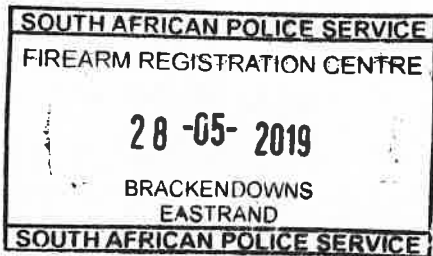 SOUTH AFRICAN POLICE SERVICE
FIREARM REGISTRATION CENTRE
28 -05- 2019
BRACKENDOWNS
EASTRAND
SOUTH AFRICAN POLICE SERVICE